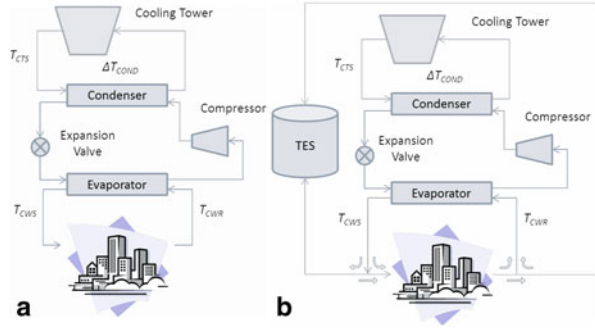 Cooling Tower
T_CTS
ΔT_COND
Condenser
Compressor
Expansion
Valve
Evaporator
T_CWS
T_CWR
a
Cooling Tower
T_CTS
ΔT_COND
Condenser
Compressor
TES
Expansion
Valve
Evaporator
T_CWS
T_CWR
b